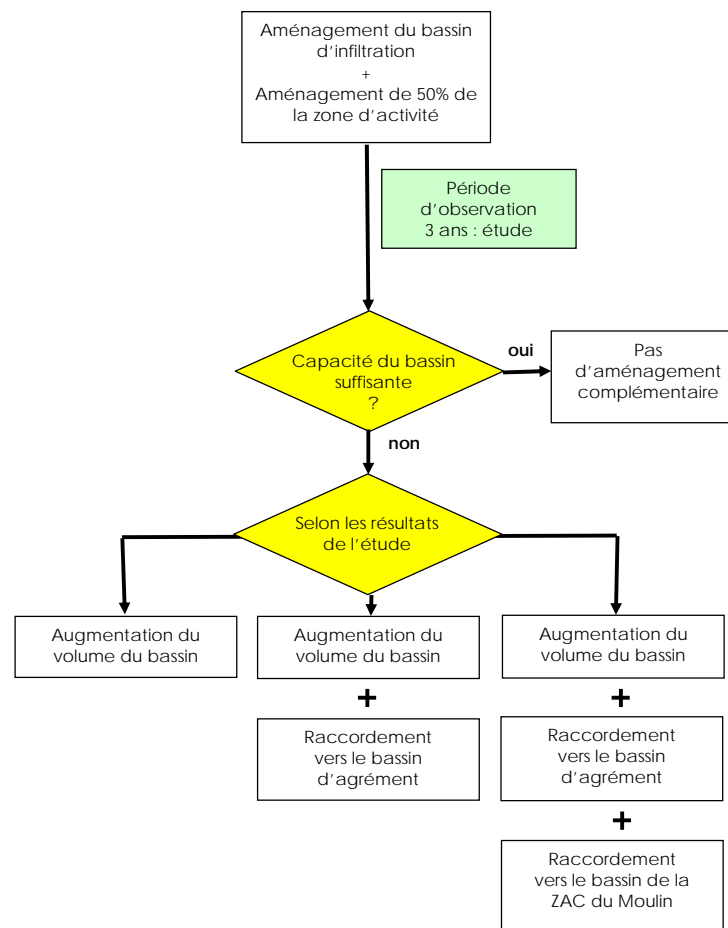 Aménagement du bassin
d'infiltration
+
Aménagement de 50% de
la zone d'activité
Période
d'observation
3 ans : étude
Capacité du bassin
suffisante
?
oui
Pas
d'aménagement
complémentaire
non
Selon les résultats
de l'étude
Augmentation du
volume du bassin
Augmentation du
volume du bassin
+
Raccordement
vers le bassin
d'agrément
Augmentation du
volume du bassin
+
Raccordement
vers le bassin
d'agrément
+
Raccordement
vers le bassin de la
ZAC du Moulin